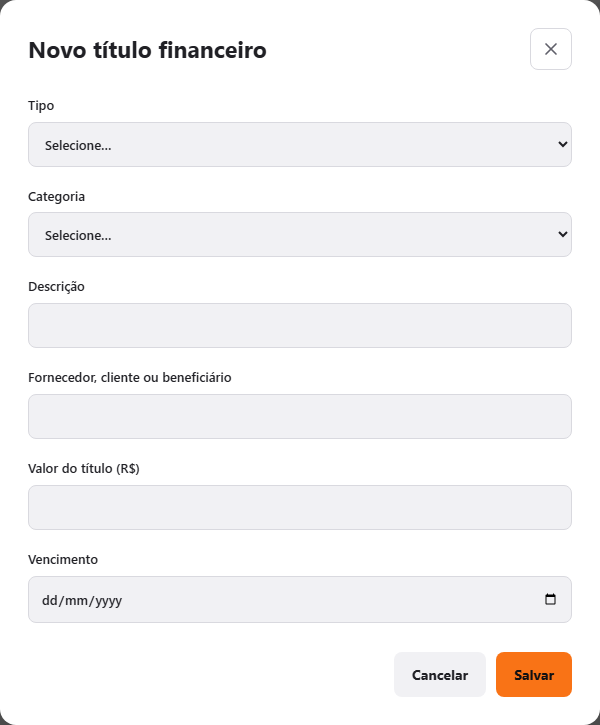 Novo título financeiro
Tipo
Selecione...
Categoria
Selecione...
Descrição
Fornecedor, cliente ou beneficiário
Valor do título (R$)
Vencimento
dd/mm/yyyy
Cancelar
Salvar